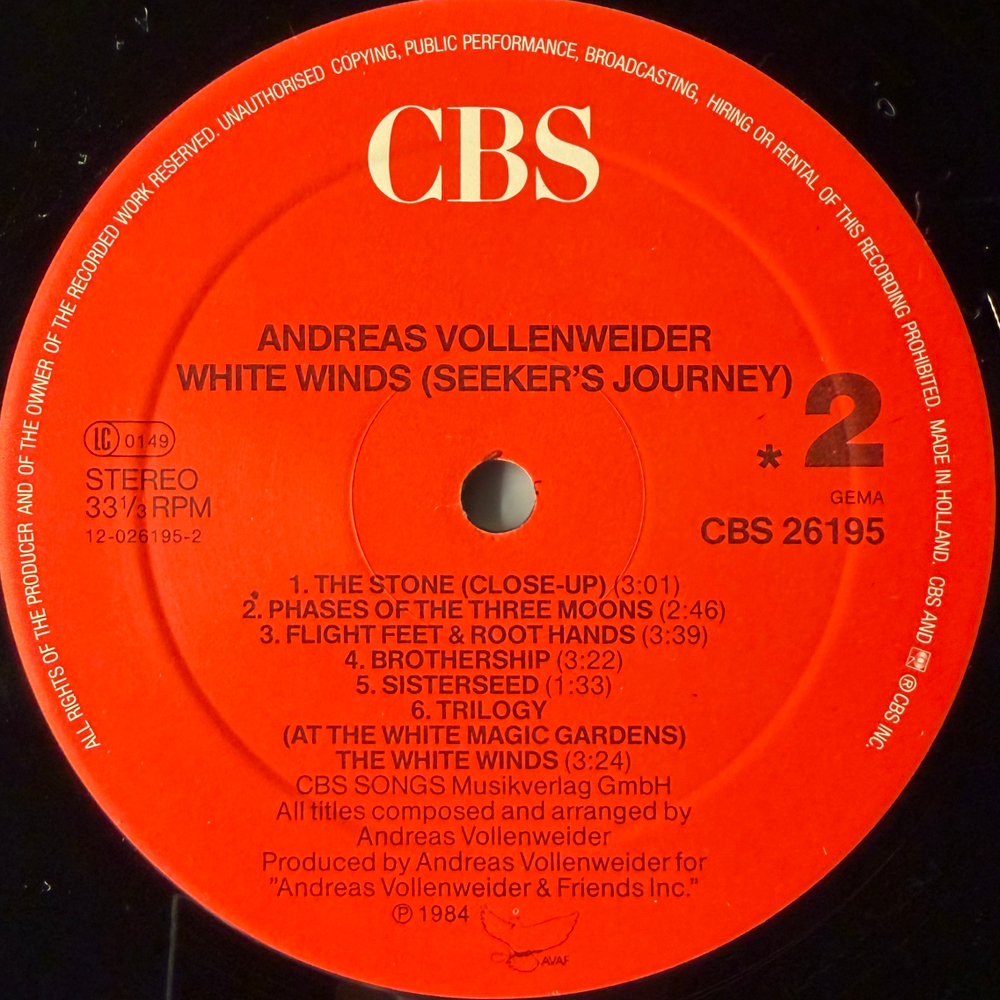 ALL RIGHTS OF THE PRODUCER AND OF THE OWNER OF THE RECORDED WORK RESERVED. UNAUTHORISED COPYING, PUBLIC PERFORMANCE, BROADCASTING, HIRING OR RENTAL OF THIS RECORDING PROHIBITED. MADE IN HOLLAND. CBS AND ℗ CBS INC.
CBS
ANDREAS VOLLENWEIDER
WHITE WINDS (SEEKER'S JOURNEY)
2
*
LC 0149
STEREO
33 1/3 RPM
12-026195-2
GEMA
CBS 26195
1. THE STONE (CLOSE-UP) (3:01)
2. PHASES OF THE THREE MOONS (2:46)
3. FLIGHT FEET & ROOT HANDS (3:39)
4. BROTHERSHIP (3:22)
5. SISTERSEED (1:33)
6. TRILOGY
(AT THE WHITE MAGIC GARDENS)
THE WHITE WINDS (3:24)
CBS SONGS Musikverlag GmbH
All titles composed and arranged by
Andreas Vollenweider
Produced by Andreas Vollenweider for
"Andreas Vollenweider & Friends Inc."
℗ 1984
AVAF